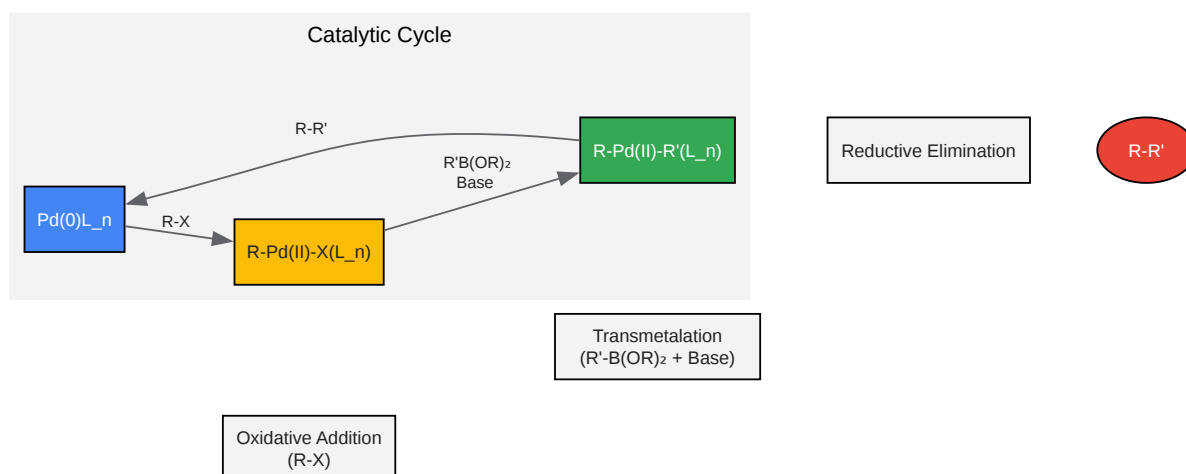 Catalytic Cycle
R-R'
R'B(OR)₂
Base
R-Pd(II)-R'(L_n)
Reductive Elimination
R-R'
Pd(0)L_n
R-X
R-Pd(II)-X(L_n)
Transmetalation
(R'-B(OR)₂ + Base)
Oxidative Addition
(R-X)